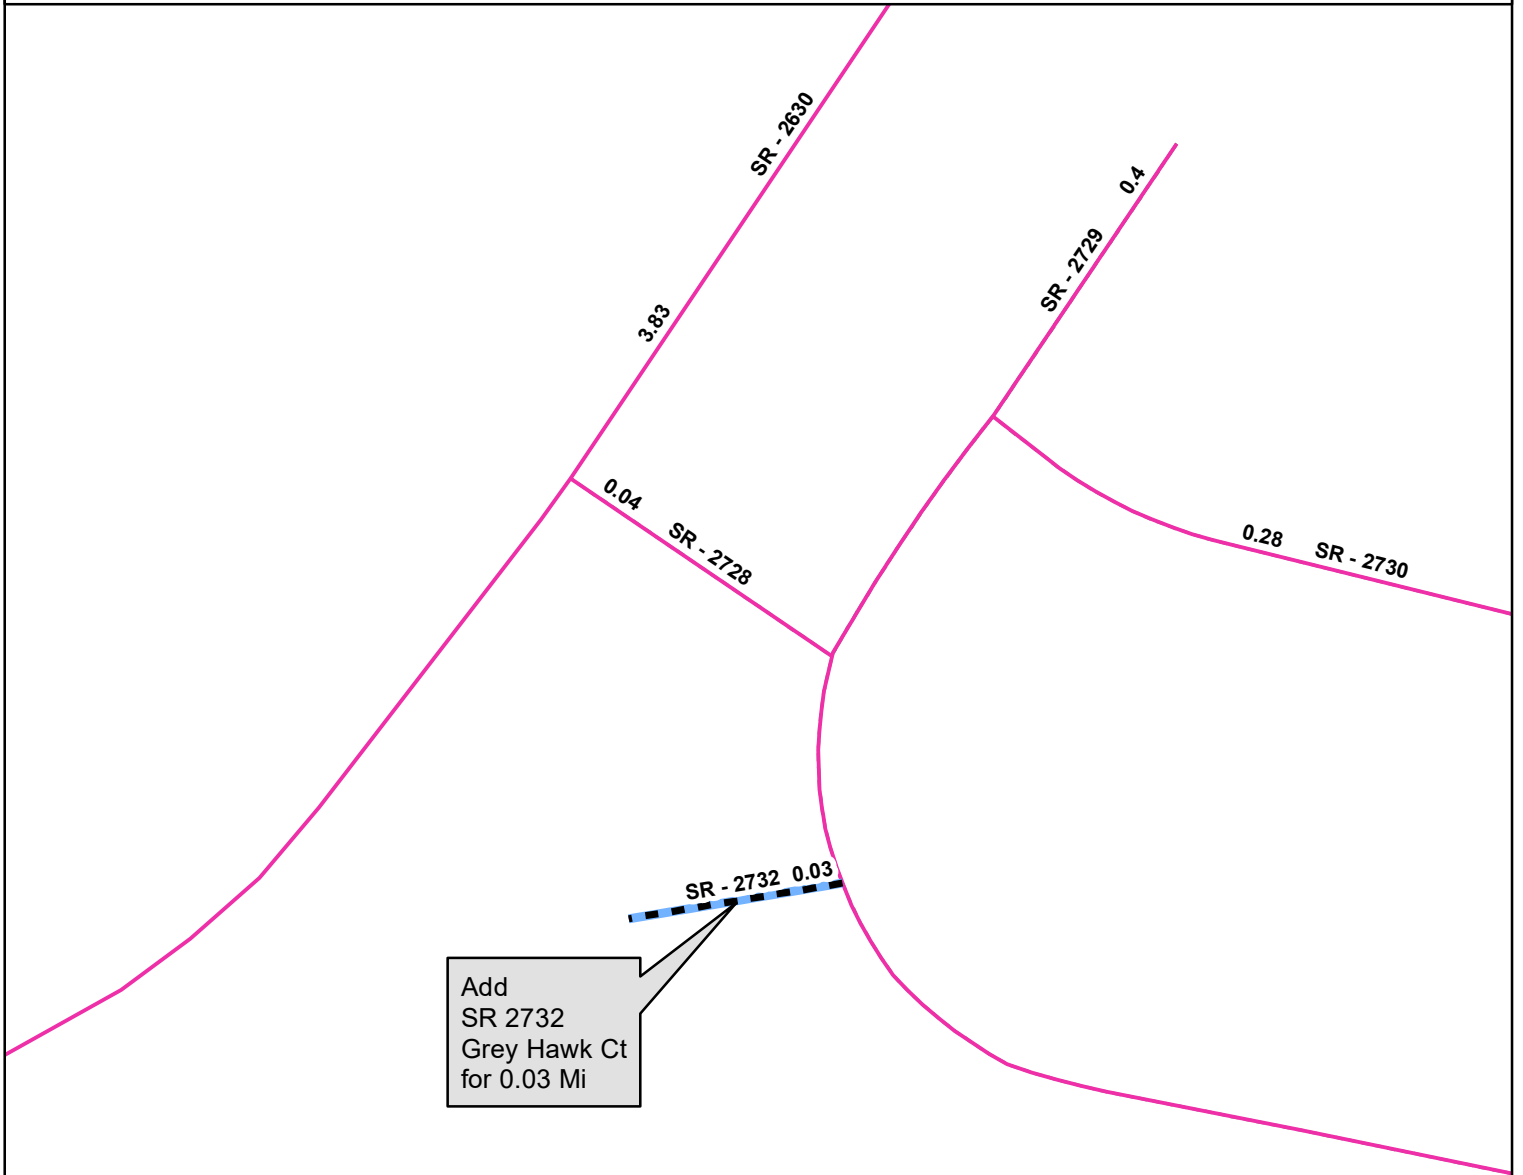 SR - 2630
0.4
SR - 2729
3.83
0.04
SR - 2728
0.28 SR - 2730
SR - 2732 0.03
Add
SR 2732
Grey Hawk Ct
for 0.03 Mi